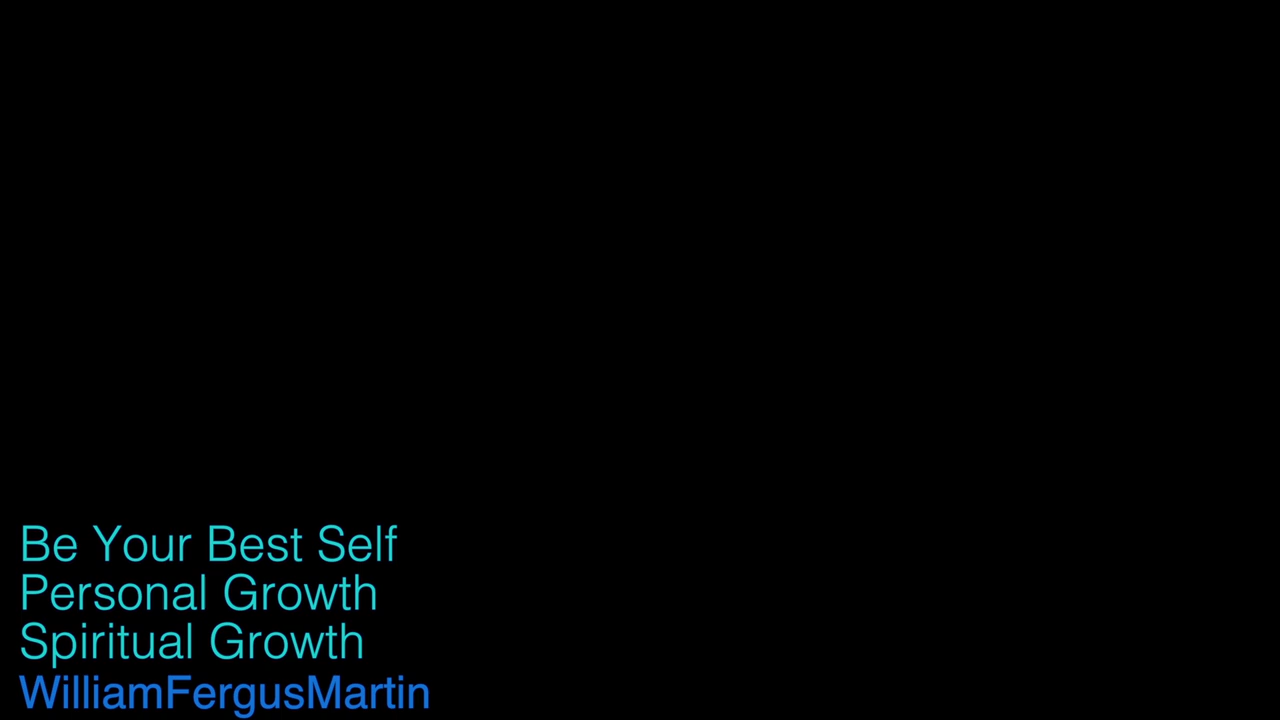 Be Your Best Self
Personal Growth
Spiritual Growth
WilliamFergusMartin